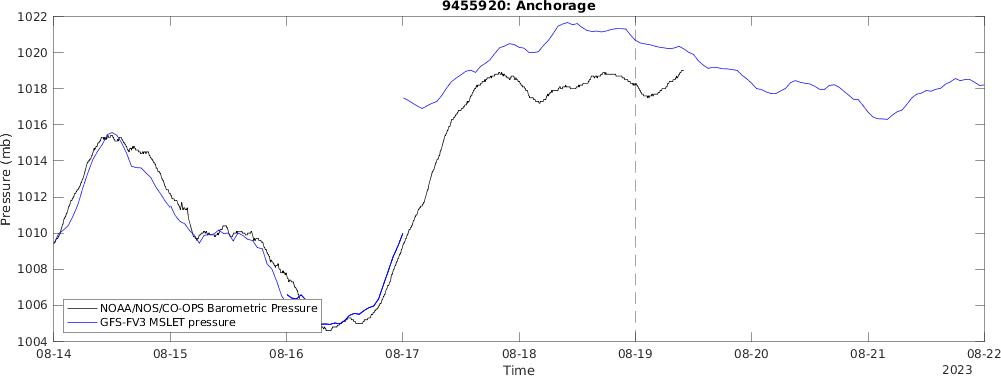 9455920: Anchorage
Pressure (mb)
1022
1020
1018
1016
1014
1012
1010
1008
1006
1004
NOAA/NOS/CO-OPS Barometric Pressure
GFS-FV3 MSLET pressure
08-14 08-15 08-16 08-17 08-18 08-19 08-20 08-21 08-22
Time
2023